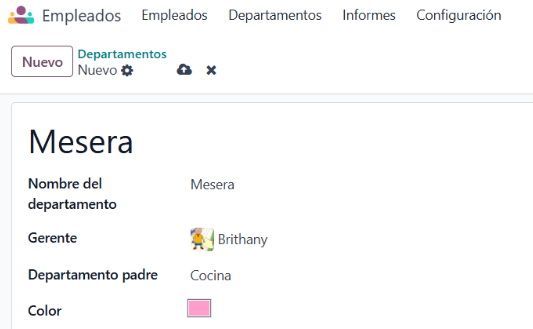 Empleados Empleados Departamentos Informes Configuración
Nuevo Departamentos
Nuevo
Mesera
Nombre del departamento Mesera
Gerente Brithany
Departamento padre Cocina
Color